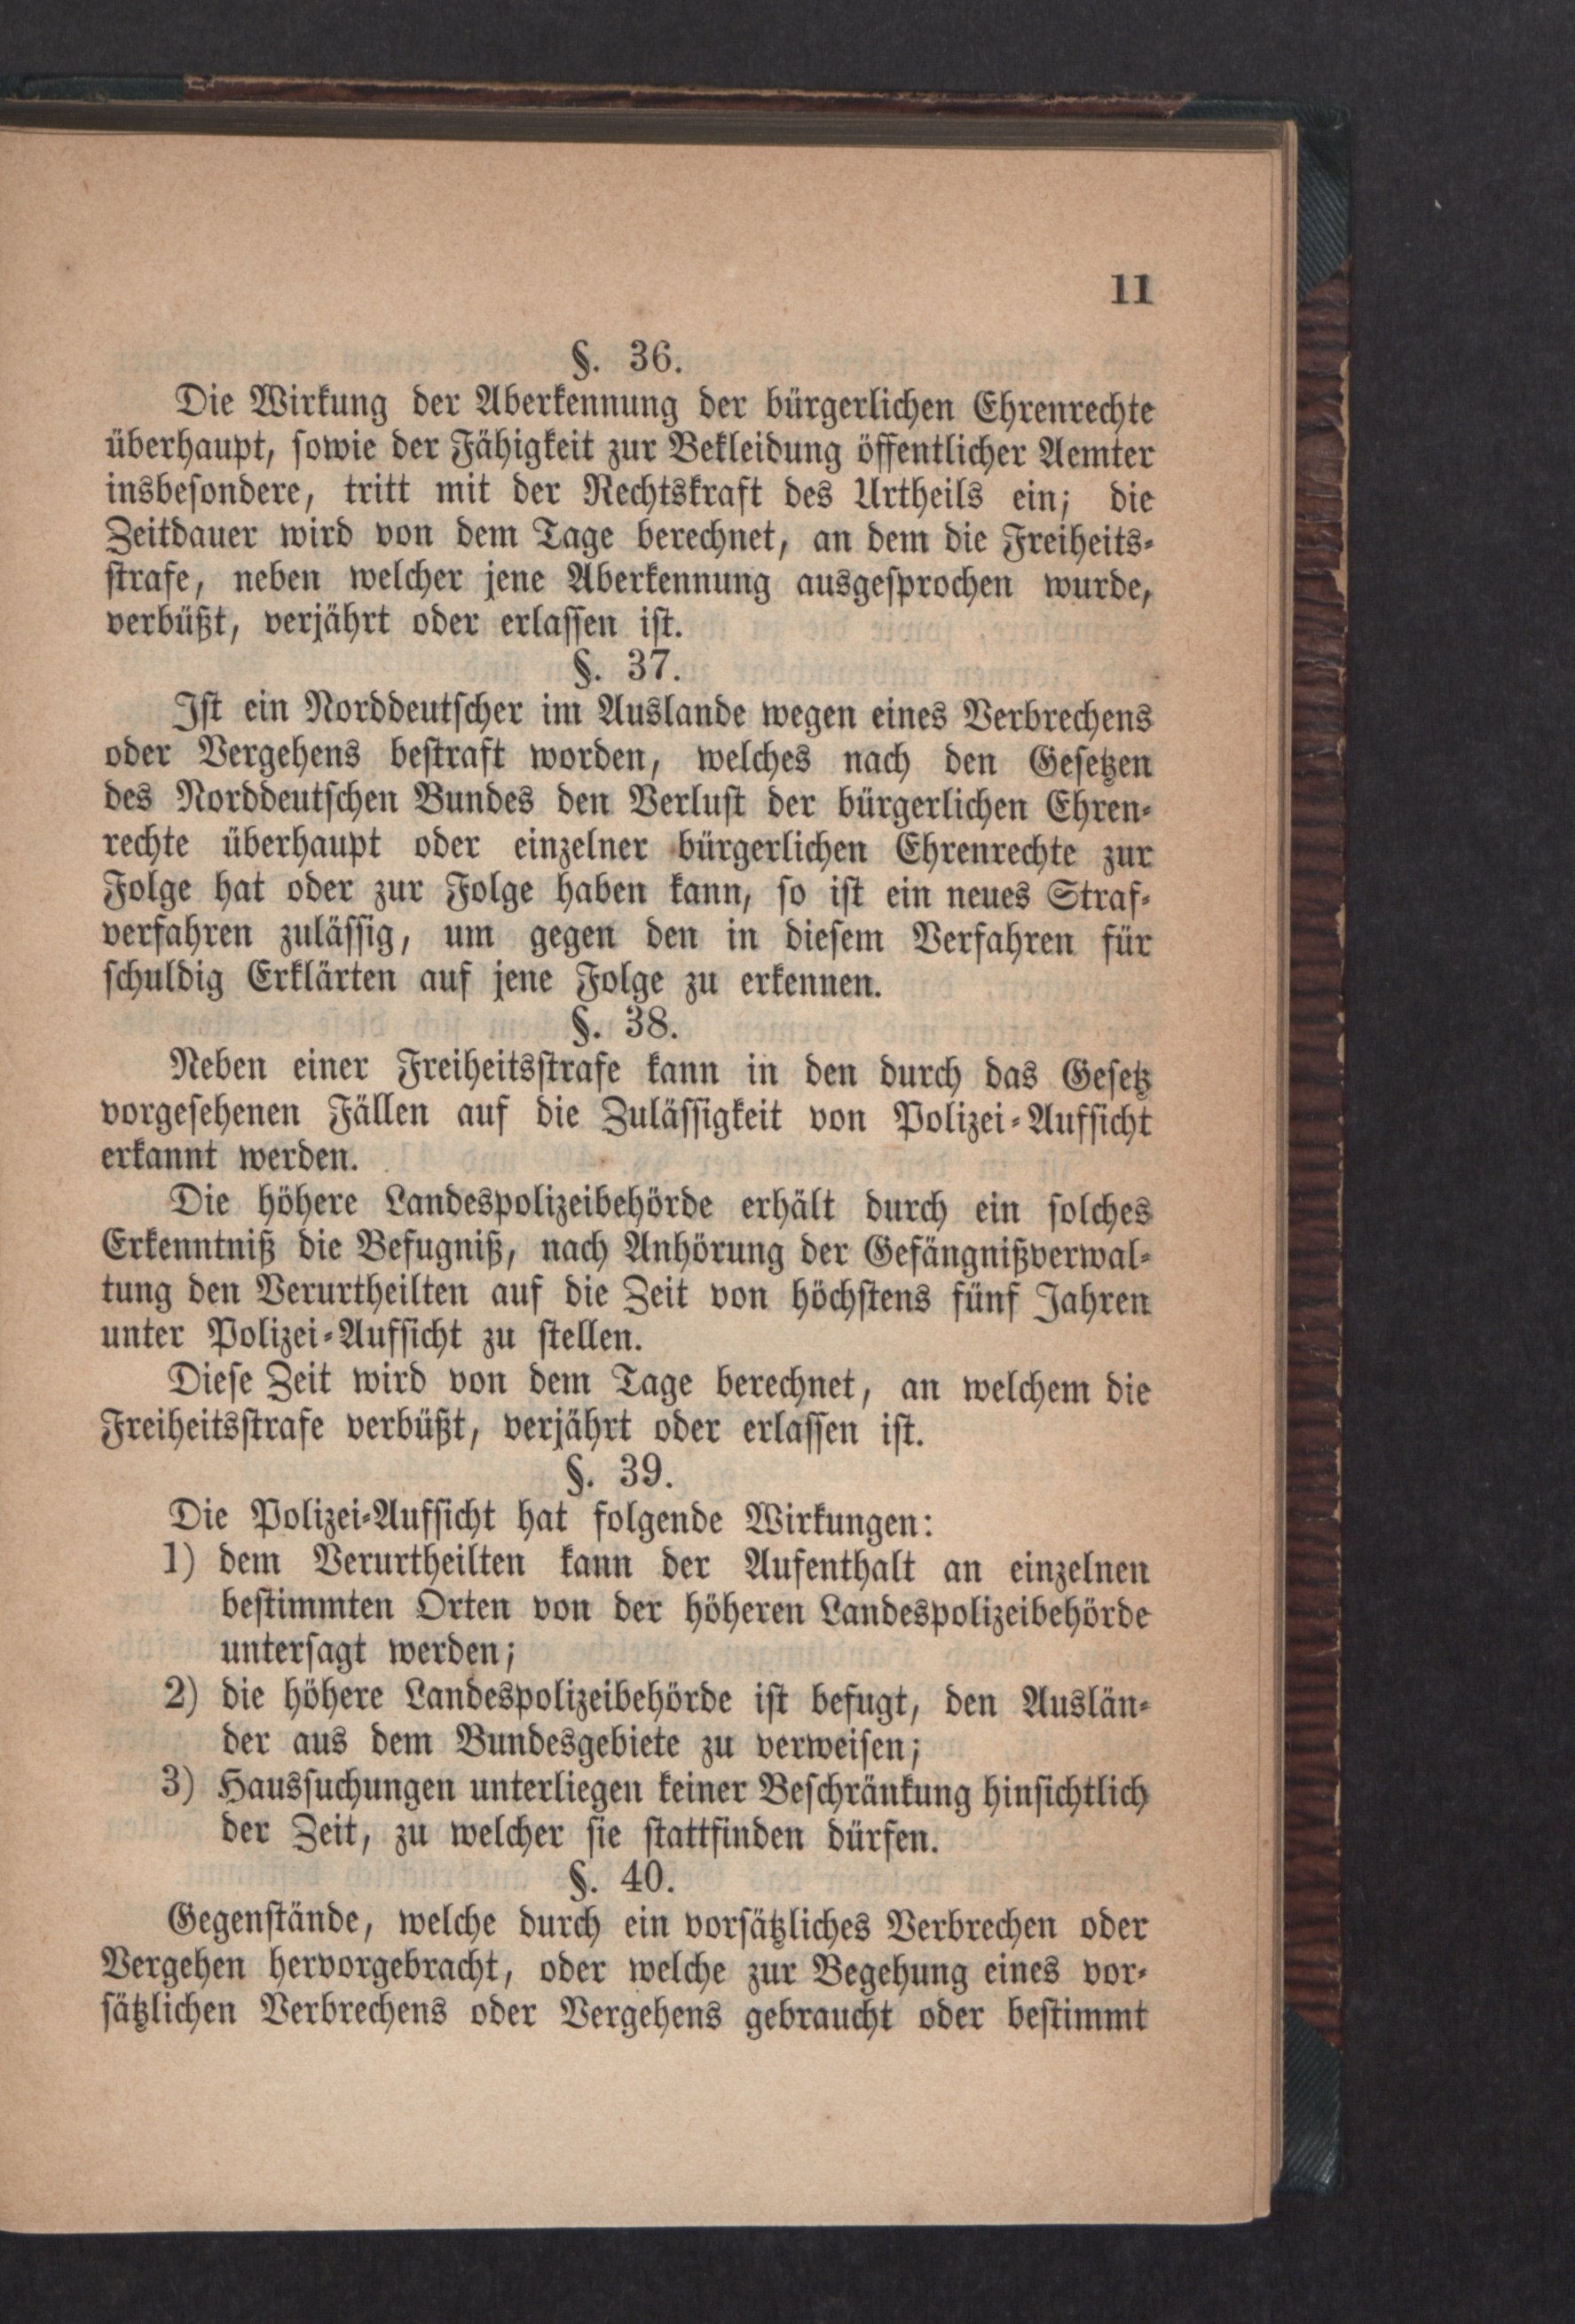 11
§. 36.
Die Wirkung der Aberkennung der bürgerlichen Ehrenrechte
überhaupt, sowie der Fähigkeit zur Bekleidung öffentlicher Aemter
insbesondere, tritt mit der Rechtskraft des Urtheils ein; die
Zeitdauer wird von dem Tage berechnet, an dem die Freiheits-
strafe, neben welcher jene Aberkennung ausgesprochen wurde,
verbüßt, verjährt oder erlassen ist.
§. 37.
Ist ein Norddeutscher im Auslande wegen eines Verbrechens
oder Vergehens bestraft worden, welches nach den Gesetzen
des Norddeutschen Bundes den Verlust der bürgerlichen Ehren-
rechte überhaupt oder einzelner bürgerlichen Ehrenrechte zur
Folge hat oder zur Folge haben kann, so ist ein neues Straf-
verfahren zulässig, um gegen den in diesem Verfahren für
schuldig Erklärten auf jene Folge zu erkennen.
§. 38.
Neben einer Freiheitsstrafe kann in den durch das Gesetz
vorgesehenen Fällen auf die Zulässigkeit von Polizei-Aufsicht
erkannt werden.
Die höhere Landespolizeibehörde erhält durch ein solches
Erkenntniß die Befugniß, nach Anhörung der Gefängnißverwal-
tung den Verurtheilten auf die Zeit von höchstens fünf Jahren
unter Polizei-Aufsicht zu stellen.
Diese Zeit wird von dem Tage berechnet, an welchem die
Freiheitsstrafe verbüßt, verjährt oder erlassen ist.
§. 39.
Die Polizei-Aufsicht hat folgende Wirkungen:
1) dem Verurtheilten kann der Aufenthalt an einzelnen
bestimmten Orten von der höheren Landespolizeibehörde
untersagt werden;
2) die höhere Landespolizeibehörde ist befugt, den Auslän-
der aus dem Bundesgebiete zu verweisen;
3) Haussuchungen unterliegen keiner Beschränkung hinsichtlich
der Zeit, zu welcher sie stattfinden dürfen.
§. 40.
Gegenstände, welche durch ein vorsätzliches Verbrechen oder
Vergehen hervorgebracht, oder welche zur Begehung eines vor-
sätzlichen Verbrechens oder Vergehens gebraucht oder bestimmt